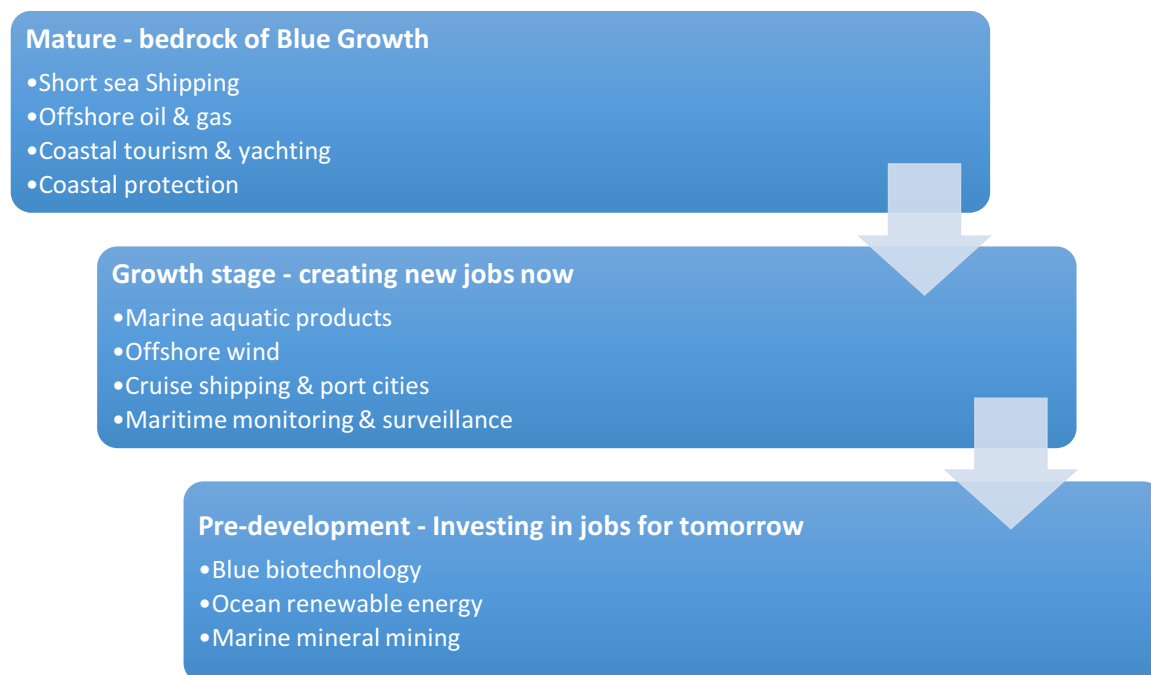 Mature - bedrock of Blue Growth
•Short sea Shipping
•Offshore oil & gas
•Coastal tourism & yachting
•Coastal protection
Growth stage - creating new jobs now
•Marine aquatic products
•Offshore wind
•Cruise shipping & port cities
•Maritime monitoring & surveillance
Pre-development - Investing in jobs for tomorrow
•Blue biotechnology
•Ocean renewable energy
•Marine mineral mining